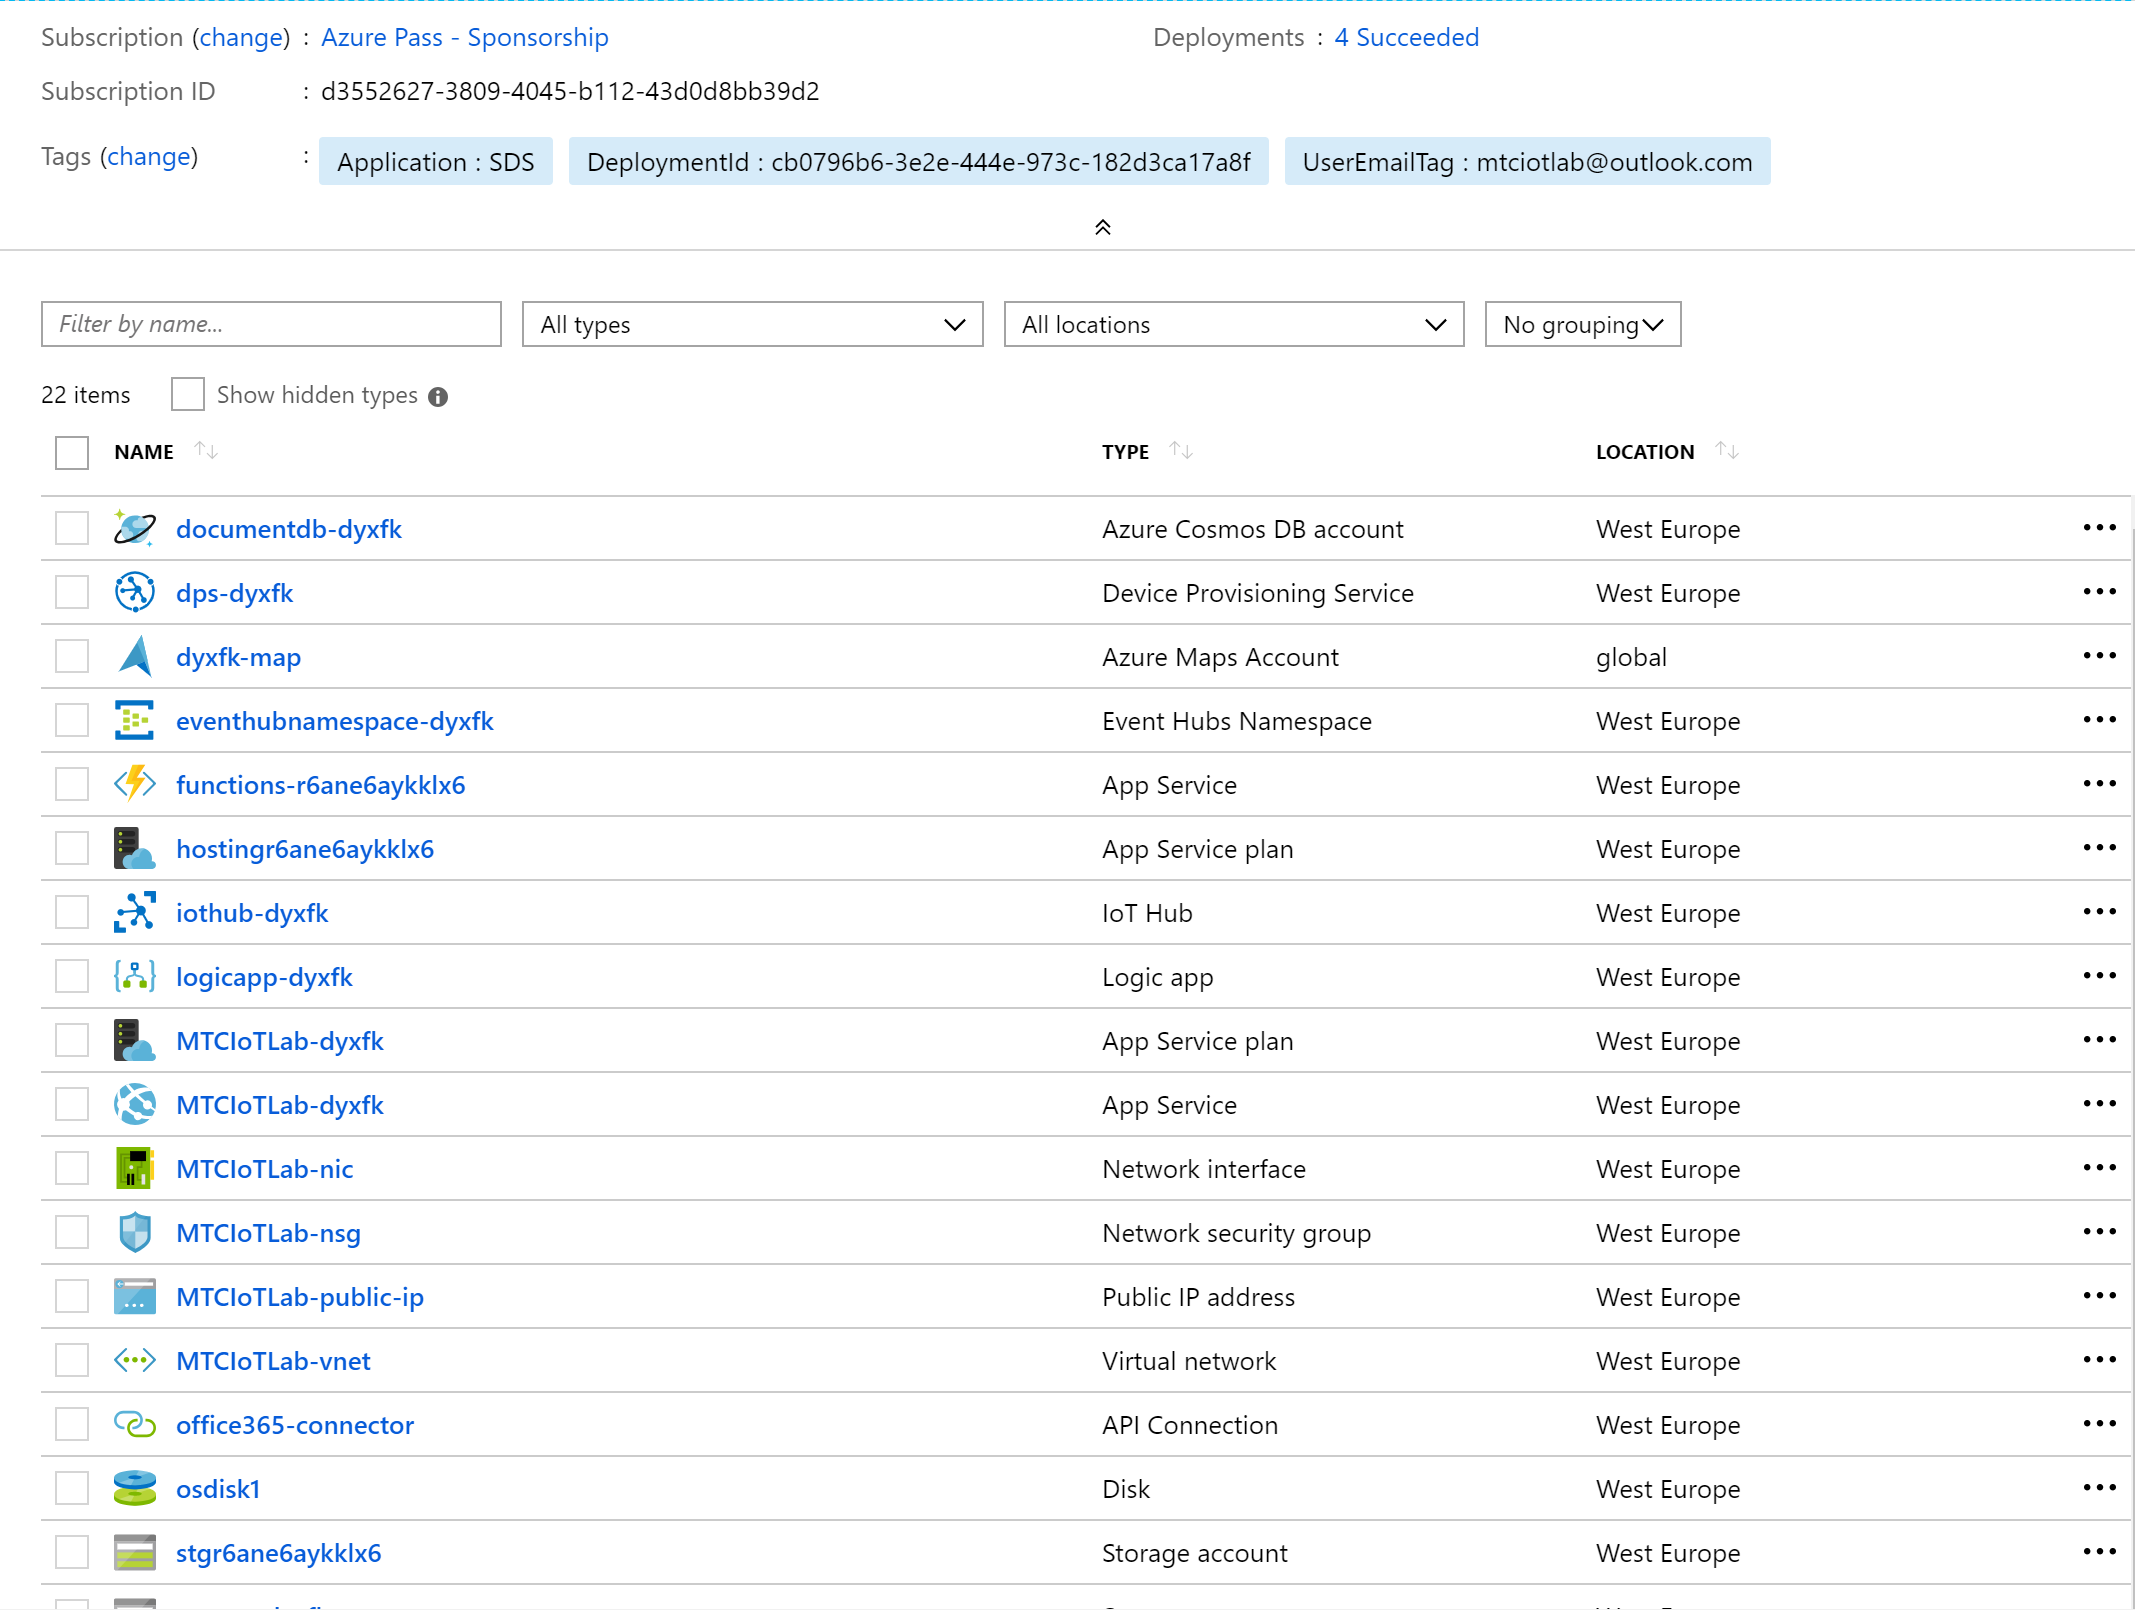 Subscription (change) : Azure Pass - Sponsorship Deployments : 4 Succeeded
Subscription ID : d3552627-3809-4045-b112-43d0d8bb39d2
Tags (change) : Application : SDS DeploymentId : cb0796b6-3e2e-444e-973c-182d3ca17a8f UserEmailTag : mtciotlab@outlook.com
Filter by name... All types All locations No grouping
22 items Show hidden types
NAME TYPE LOCATION
documentdb-dyxfk Azure Cosmos DB account West Europe
dps-dyxfk Device Provisioning Service West Europe
dyxfk-map Azure Maps Account global
eventhubnamespace-dyxfk Event Hubs Namespace West Europe
functions-r6ane6aykklx6 App Service West Europe
hostingr6ane6aykklx6 App Service plan West Europe
iothub-dyxfk IoT Hub West Europe
logicapp-dyxfk Logic app West Europe
MTCIoTLab-dyxfk App Service plan West Europe
MTCIoTLab-dyxfk App Service West Europe
MTCIoTLab-nic Network interface West Europe
MTCIoTLab-nsg Network security group West Europe
MTCIoTLab-public-ip Public IP address West Europe
MTCIoTLab-vnet Virtual network West Europe
office365-connector API Connection West Europe
osdisk1 Disk West Europe
stgr6ane6aykklx6 Storage account West Europe